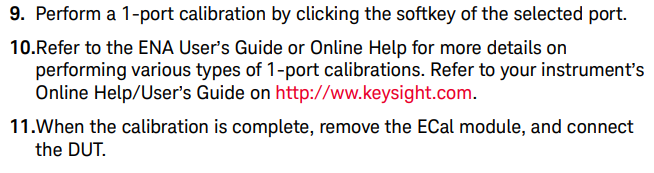 9. Perform a 1-port calibration by clicking the softkey of the selected port.
10.Refer to the ENA User's Guide or Online Help for more details on
performing various types of 1-port calibrations. Refer to your instrument's
Online Help/User's Guide on http://ww.keysight.com.
11.When the calibration is complete, remove the ECal module, and connect
the DUT.